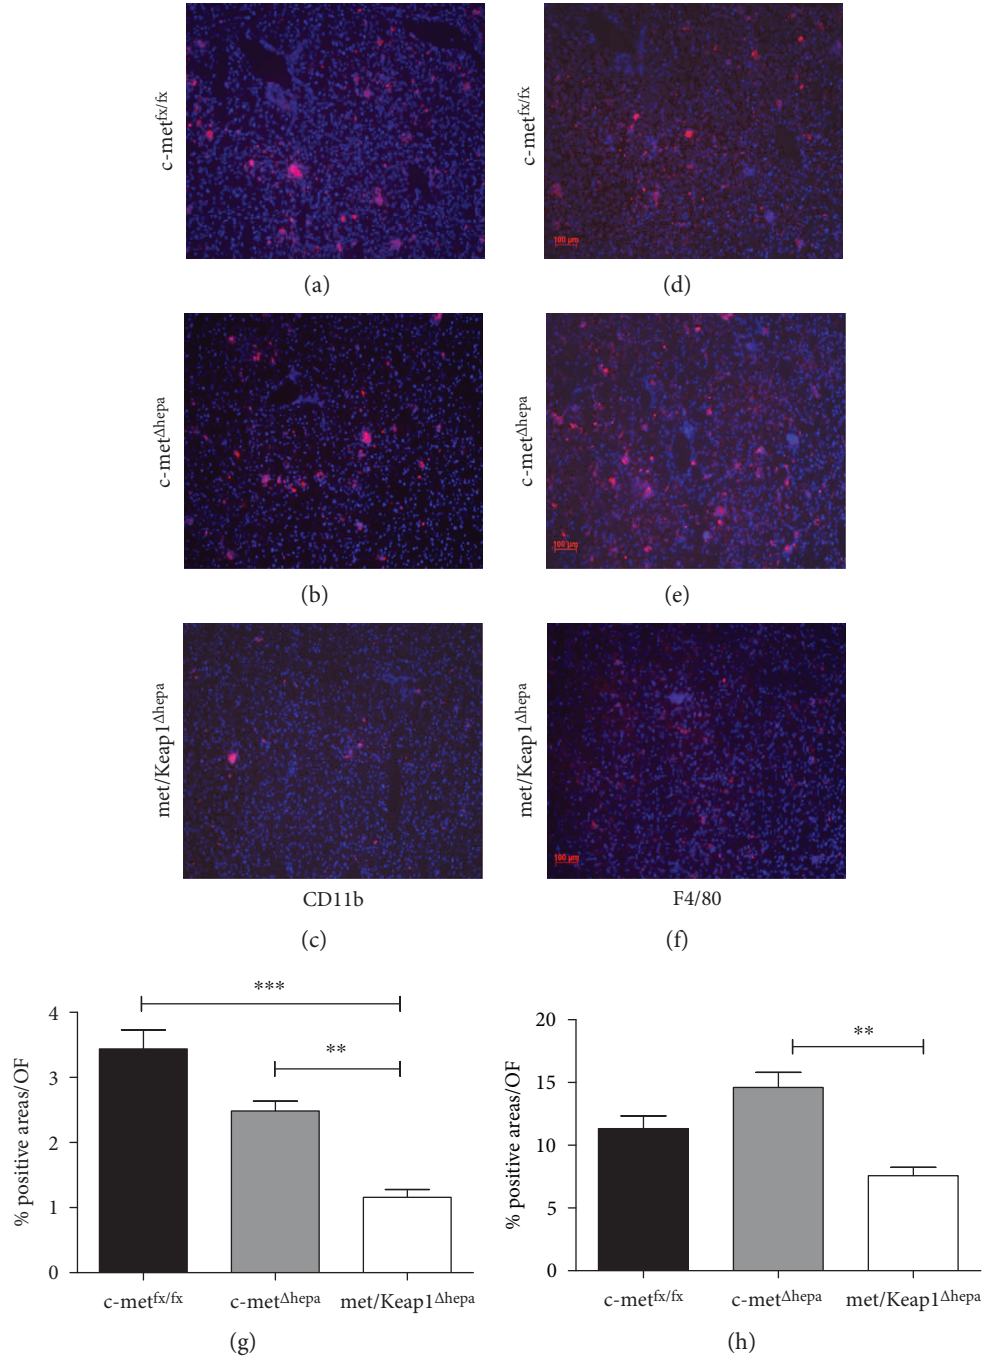 c-met^fx/fx
c-met^fx/fx
100 µm
(a)
(d)
c-met^Δhepa
c-met^Δhepa
100 µm
(b)
(e)
met/Keap1^Δhepa
met/Keap1^Δhepa
100 µm
CD11b
F4/80
(c)
(f)
% positive areas/OF
4
3
2
1
0
***
**
c-met^fx/fx
c-met^Δhepa
met/Keap1^Δhepa
(g)
% positive areas/OF
20
15
10
5
0
**
c-met^fx/fx
c-met^Δhepa
met/Keap1^Δhepa
(h)